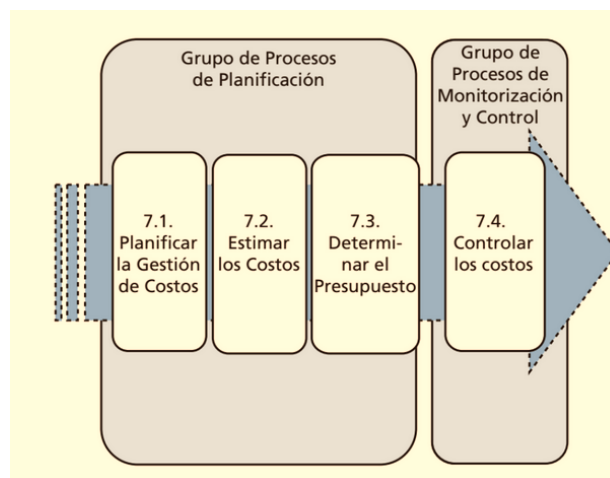 Grupo de Procesos
de Planificación
Grupo de
Procesos de
Monitorización
y Control
7.1.
Planificar
la Gestión
de Costos
7.2.
Estimar
los Costos
7.3.
Determi-
nar el
Presupuesto
7.4.
Controlar
los costos